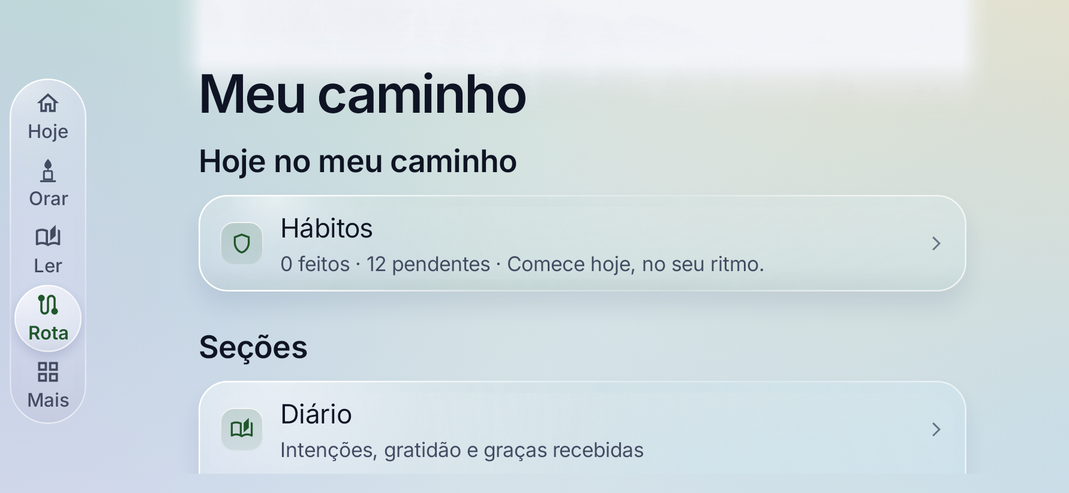 Meu caminho
Hoje no meu caminho
Hábitos
0 feitos · 12 pendentes · Comece hoje, no seu ritmo.
Seções
Diário
Intenções, gratidão e graças recebidas
Hoje
Orar
Ler
Rota
Mais